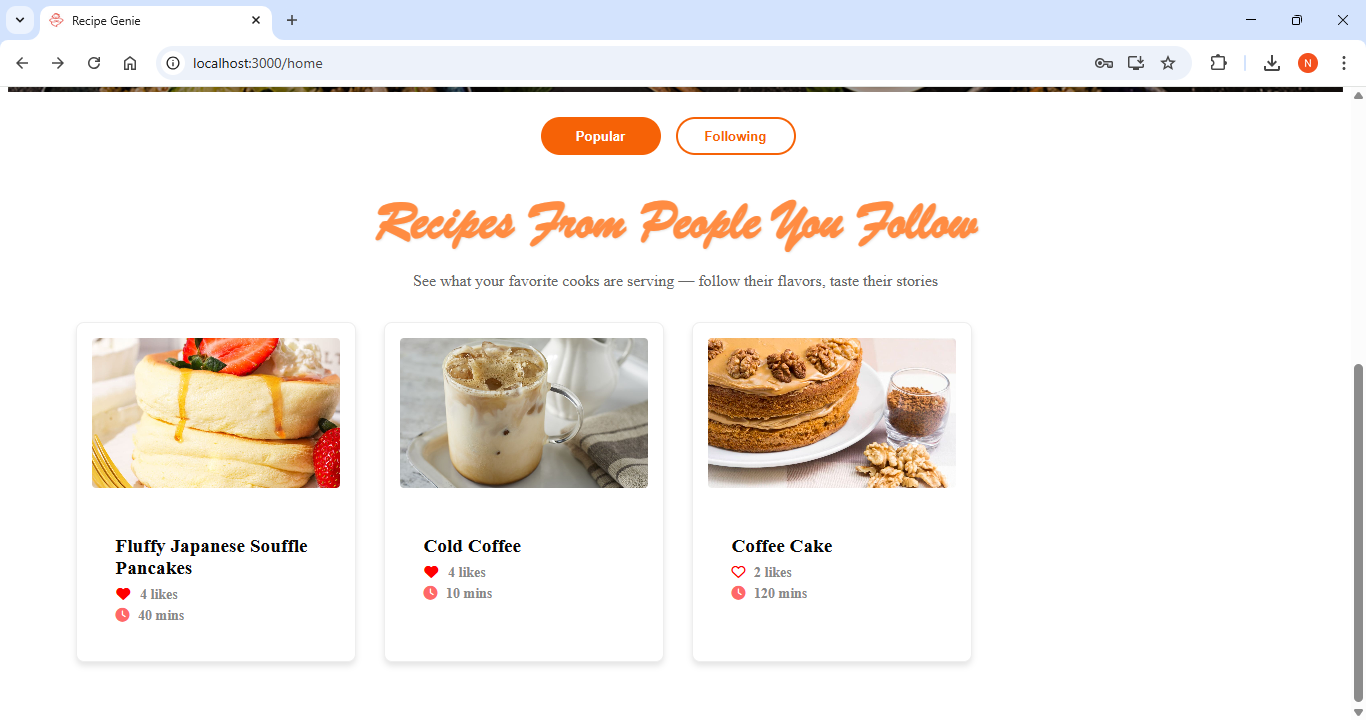 Recipe Genie
localhost:3000/home
N
Popular
Following
Recipes From People You Follow
See what your favorite cooks are serving — follow their flavors, taste their stories
Fluffy Japanese Souffle
Pancakes
4 likes
40 mins
Cold Coffee
4 likes
10 mins
Coffee Cake
2 likes
120 mins